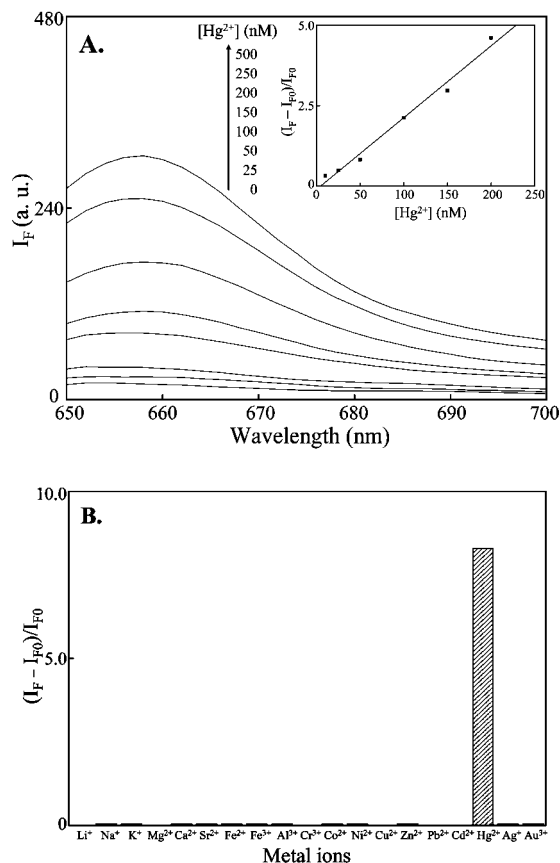 A.
480
240
0
I_F (a. u.)
650 660 670 680 690 700
Wavelength (nm)
[Hg²⁺] (nM)
500
250
200
150
100
50
25
0
5.0
2.5
0
(I_F − I_F0)/I_F0
0 50 100 150 200 250
[Hg²⁺] (nM)
B.
10.0
5.0
0
(I_F − I_F0)/I_F0
Li⁺ Na⁺ K⁺ Mg²⁺ Ca²⁺ Sr²⁺ Fe²⁺ Fe³⁺ Al³⁺ Cr³⁺ Co²⁺ Ni²⁺ Cu²⁺ Zn²⁺ Pb²⁺ Cd²⁺ Hg²⁺ Ag⁺ Au³⁺
Metal ions